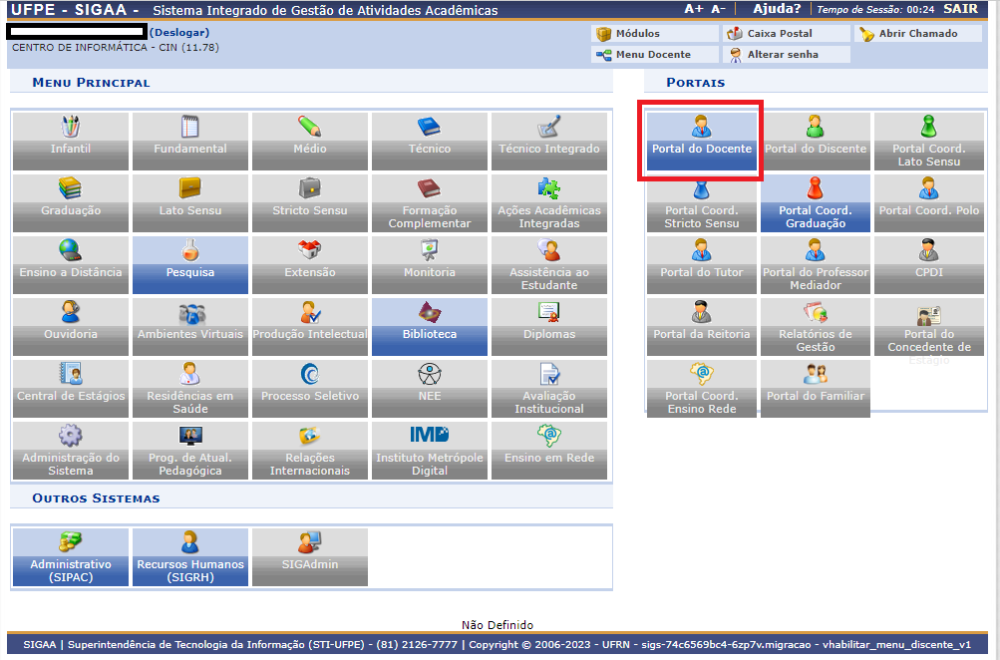 UFPE - SIGAA - Sistema Integrado de Gestão de Atividades Acadêmicas
A+ A- Ajuda? Tempo de Sessão: 00:24 SAIR
(Deslogar)
CENTRO DE INFORMÁTICA - CIN (11.78)
Módulos Caixa Postal Abrir Chamado
Menu Docente Alterar senha
MENU PRINCIPAL
Infantil
Fundamental
Médio
Técnico
Técnico Integrado
Graduação
Lato Sensu
Stricto Sensu
Formação
Complementar
Ações Acadêmicas
Integradas
Ensino a Distância
Pesquisa
Extensão
Monitoria
Assistência ao
Estudante
Ouvidoria
Ambientes Virtuais
Produção Intelectual
Biblioteca
Diplomas
Central de Estágios
Residências em
Saúde
Processo Seletivo
NEE
Avaliação
Institucional
Administração do
Sistema
Prog. de Atual.
Pedagógica
Relações
Internacionais
IMD
Instituto Metrópole
Digital
Ensino em Rede
PORTAIS
Portal do Docente
Portal do Discente
Portal Coord.
Lato Sensu
Portal Coord.
Stricto Sensu
Portal Coord.
Graduação
Portal Coord. Polo
Portal do Tutor
Portal do Professor
Mediador
CPDI
Portal da Reitoria
Relatórios de
Gestão
Portal do
Concedente de
Estágio
Portal Coord.
Ensino Rede
Portal do Familiar
OUTROS SISTEMAS
Administrativo
(SIPAC)
Recursos Humanos
(SIGRH)
SIGAdmin
Não Definido
SIGAA | Superintendência de Tecnologia da Informação (STI-UFPE) - (81) 2126-7777 | Copyright © 2006-2023 - UFRN - sigs-74c6569bc4-6zp7v.migracao - vhabilitar_menu_discente_v1